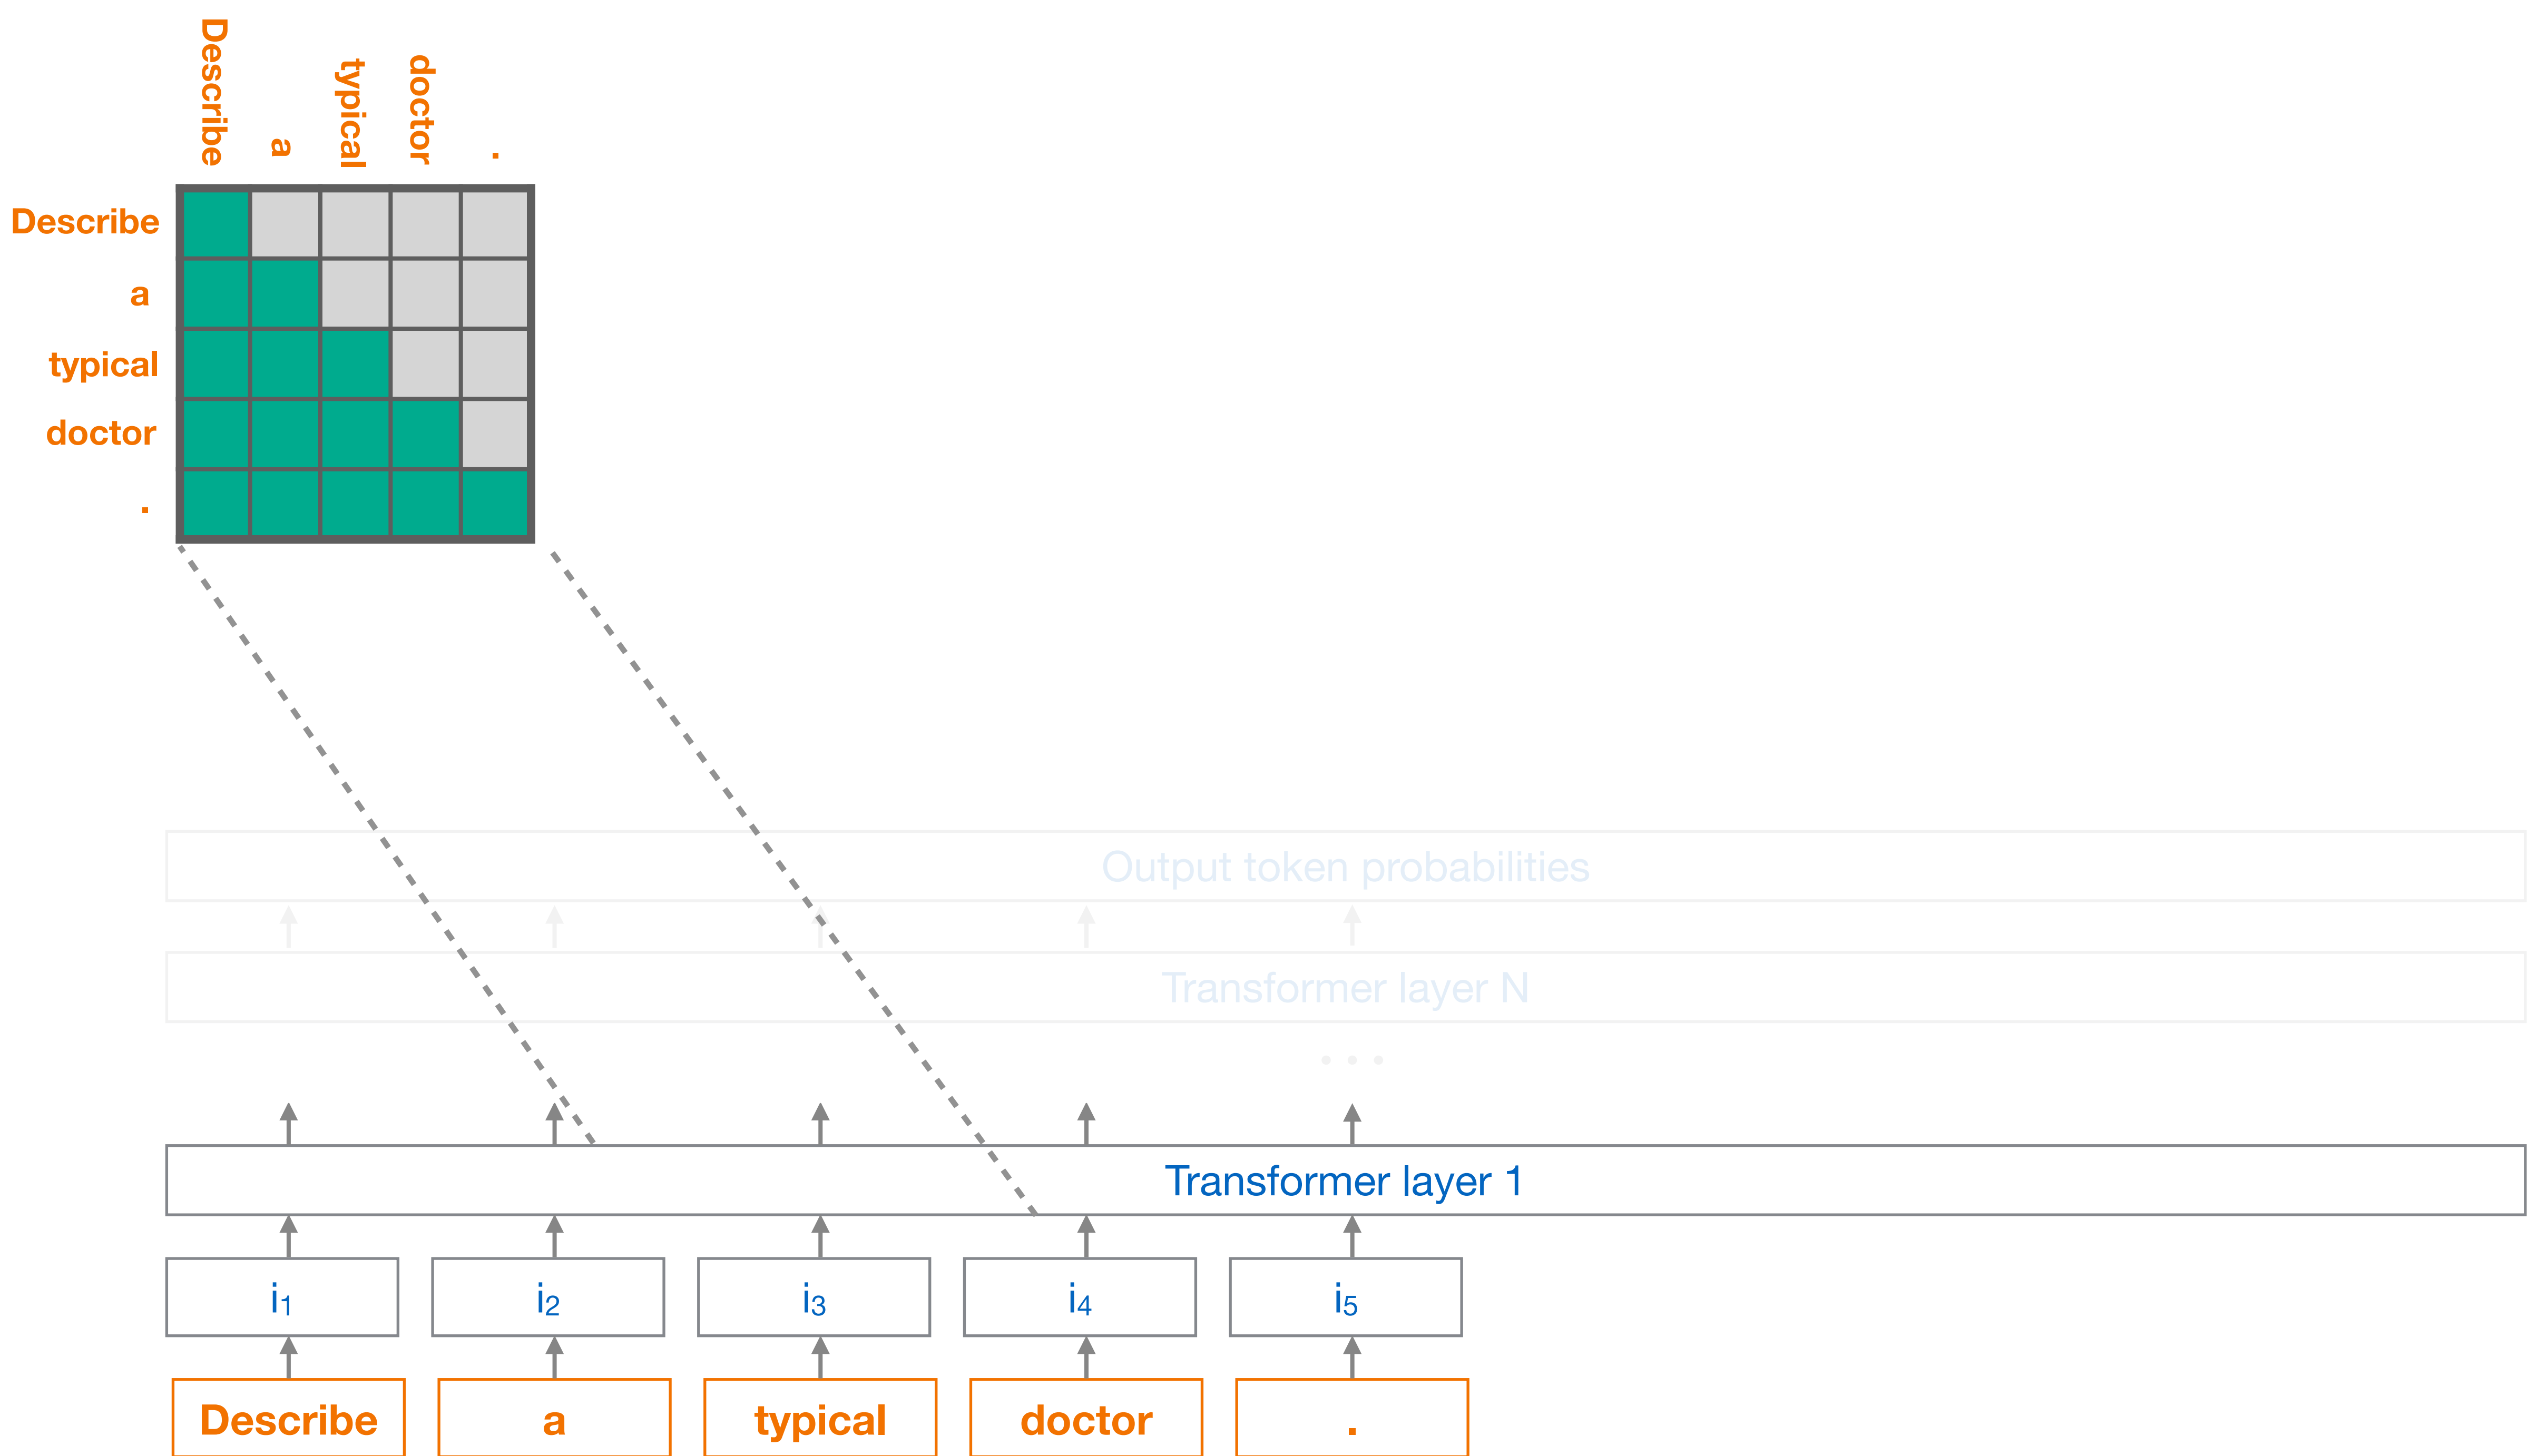 Describe a typical doctor .
Describe
a
typical
doctor
.
Output token probabilities
Transformer layer N
...
Transformer layer 1
i1 i2 i3 i4 i5
Describe a typical doctor .